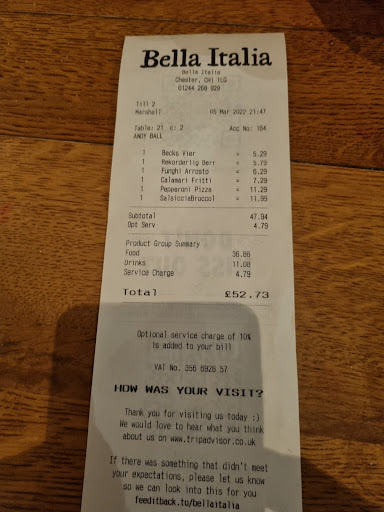 Bella Italia
Bella Italia
Chester, CH1 1LG
01244 268 929
Till 2
Marshall 05 Mar 2022 21:47
Table: 21 c: 2 Acc No: 184
ANDY BALL
1 Becks Vier = 5.29
1 Rekorderlig Berr = 5.79
1 Funghi Arrosto = 6.29
1 Calamari Fritti = 7.29
1 Pepperoni Pizza = 11.29
1 SalsicciaBroccol = 11.99
Subtotal 47.94
Opt Serv 4.79
Product Group Summary
Food 36.86
Drinks 11.08
Service Charge 4.79
Total £52.73
Optional service charge of 10%
is added to your bill
VAT No. 356 6926 57
HOW WAS YOUR VISIT?
Thank you for visiting us today :)
We would love to hear what you think
about us on www.tripadvisor.co.uk
If there was something that didn't meet
your expectations, please let us know
so we can look into this for you
feeditback.to/bellaitalia